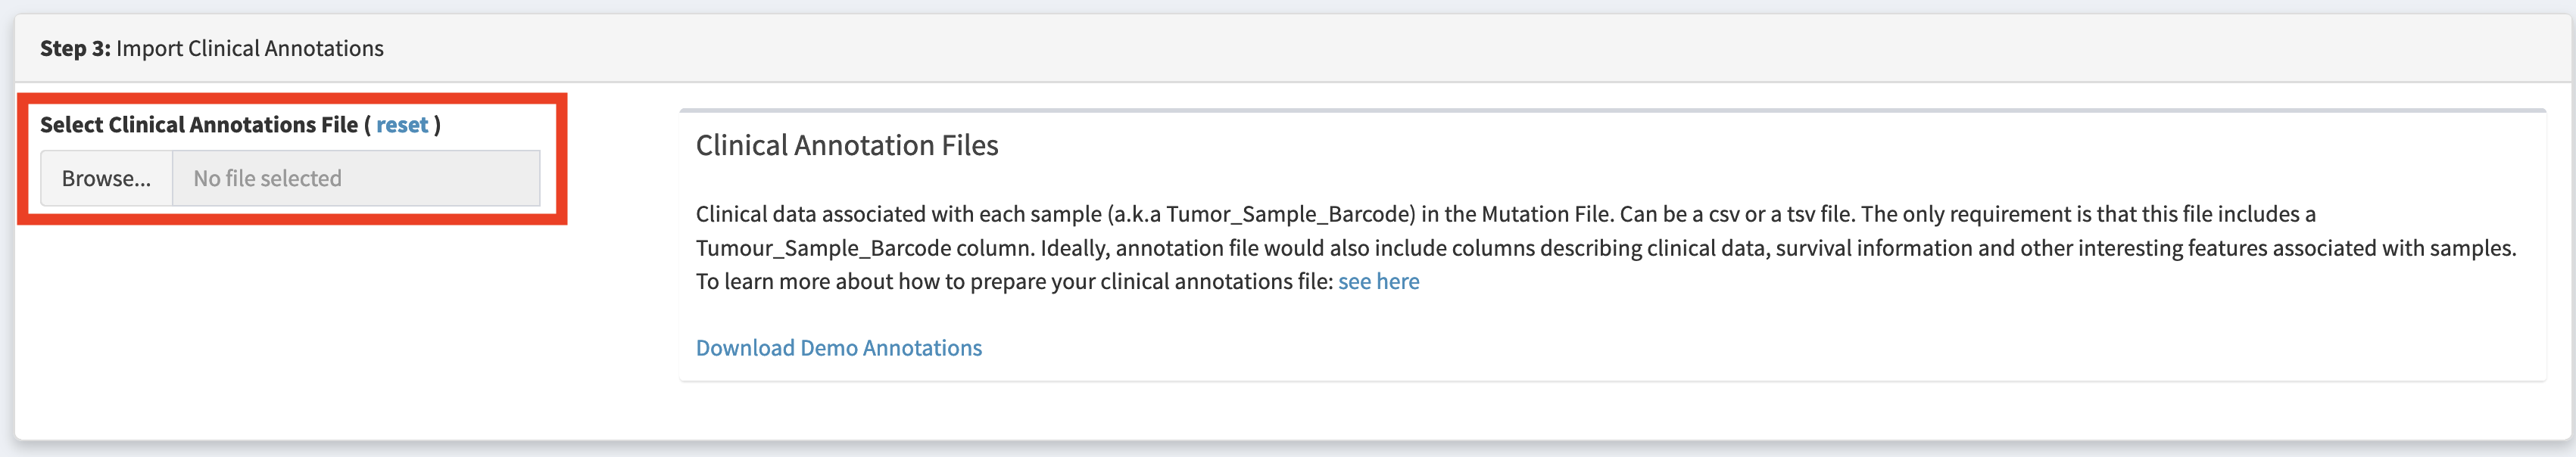 Step 3: Import Clinical Annotations
Select Clinical Annotations File ( reset )
Browse... No file selected
Clinical Annotation Files
Clinical data associated with each sample (a.k.a Tumor_Sample_Barcode) in the Mutation File. Can be a csv or a tsv file. The only requirement is that this file includes a
Tumour_Sample_Barcode column. Ideally, annotation file would also include columns describing clinical data, survival information and other interesting features associated with samples.
To learn more about how to prepare your clinical annotations file: see here
Download Demo Annotations